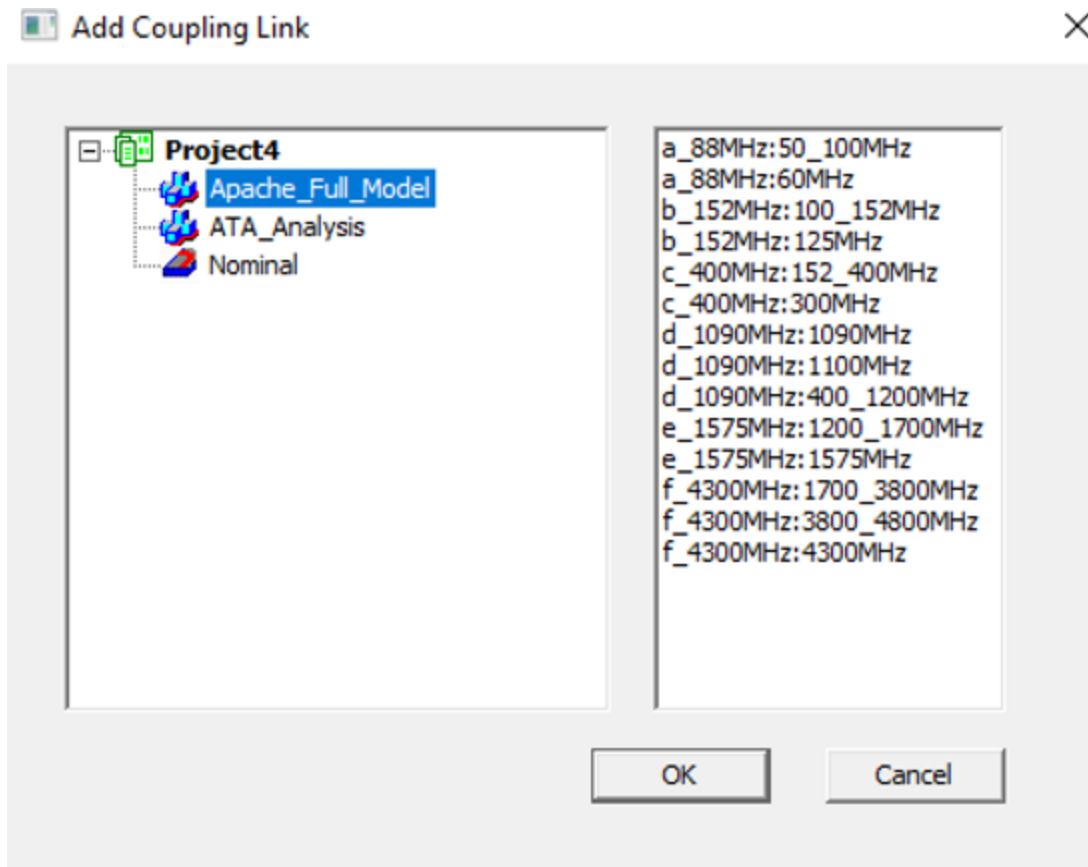 Add Coupling Link
Project4
Apache_Full_Model
ATA_Analysis
Nominal
a_88MHz:50_100MHz
a_88MHz:60MHz
b_152MHz:100_152MHz
b_152MHz:125MHz
c_400MHz:152_400MHz
c_400MHz:300MHz
d_1090MHz:1090MHz
d_1090MHz:1100MHz
d_1090MHz:400_1200MHz
e_1575MHz:1200_1700MHz
e_1575MHz:1575MHz
f_4300MHz:1700_3800MHz
f_4300MHz:3800_4800MHz
f_4300MHz:4300MHz
OK
Cancel